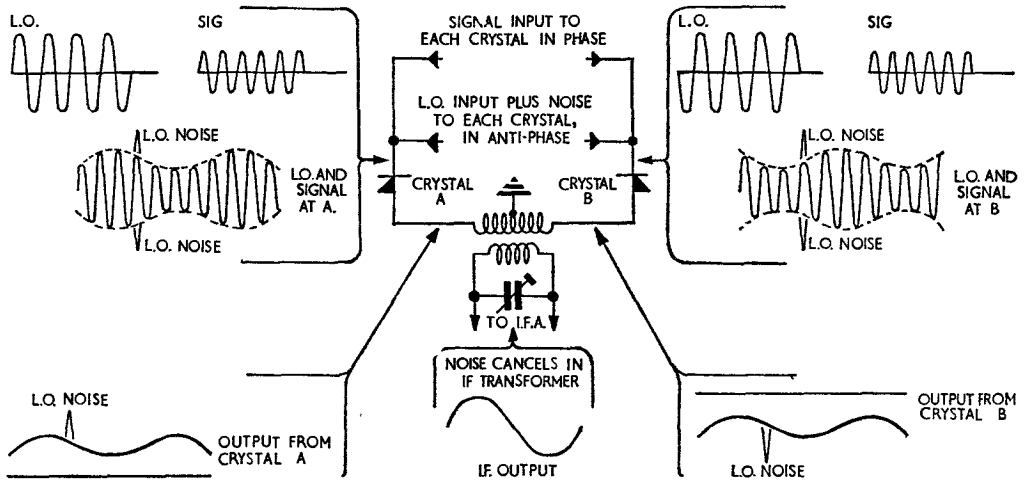 L.O.
SIG
SIGNAL INPUT TO
EACH CRYSTAL IN PHASE
L.O.
SIG
L.O. INPUT PLUS NOISE
TO EACH CRYSTAL,
IN ANTI-PHASE
L.O. NOISE
L.O. AND
SIGNAL
AT A.
L.O. NOISE
CRYSTAL
A
CRYSTAL
B
L.O. NOISE
L.O. AND
SIGNAL
AT B
L.O. NOISE
TO I.F.A.
NOISE CANCELS IN
IF TRANSFORMER
I.F. OUTPUT
L.O. NOISE
OUTPUT FROM
CRYSTAL A
OUTPUT FROM
CRYSTAL B
L.O. NOISE